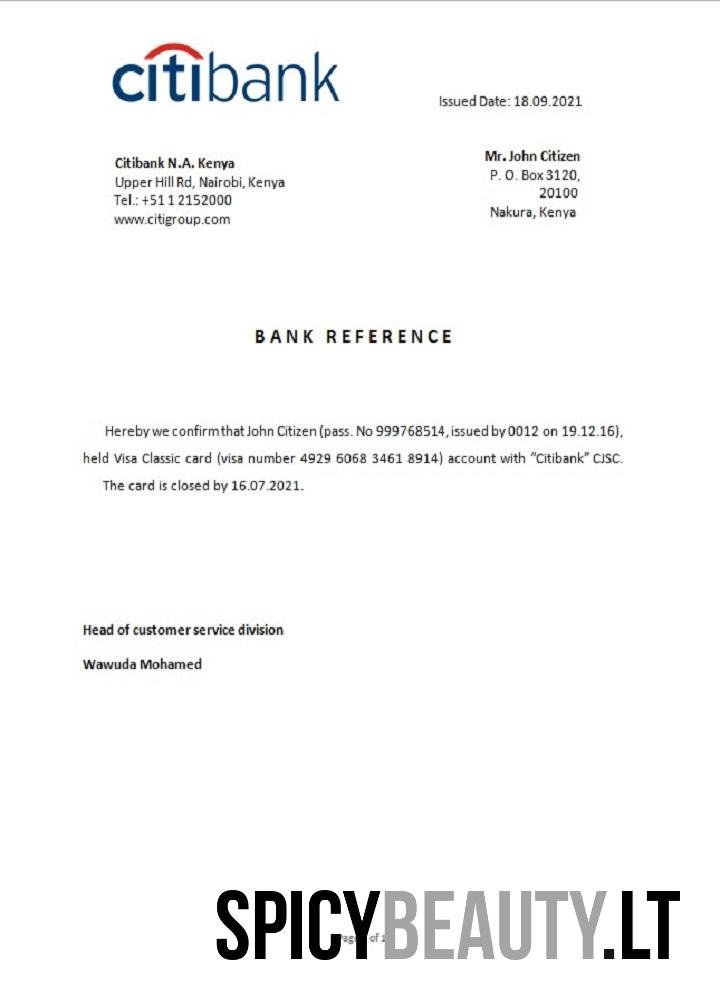 citibank
Issued Date: 18.09.2021
Citibank N.A. Kenya
Upper Hill Rd, Nairobi, Kenya
Tel.: +51 1 2152000
www.citigroup.com
Mr. John Citizen
P. O. Box 3120,
20100
Nakura, Kenya
BANK REFERENCE
Hereby we confirm that John Citizen (pass. No 999768514, issued by 0012 on 19.12.16),
held Visa Classic card (visa number 4929 6068 3461 8914) account with "Citibank" CJSC.
The card is closed by 16.07.2021.
Head of customer service division
Wawuda Mohamed
SPICYBEAUTY.LT